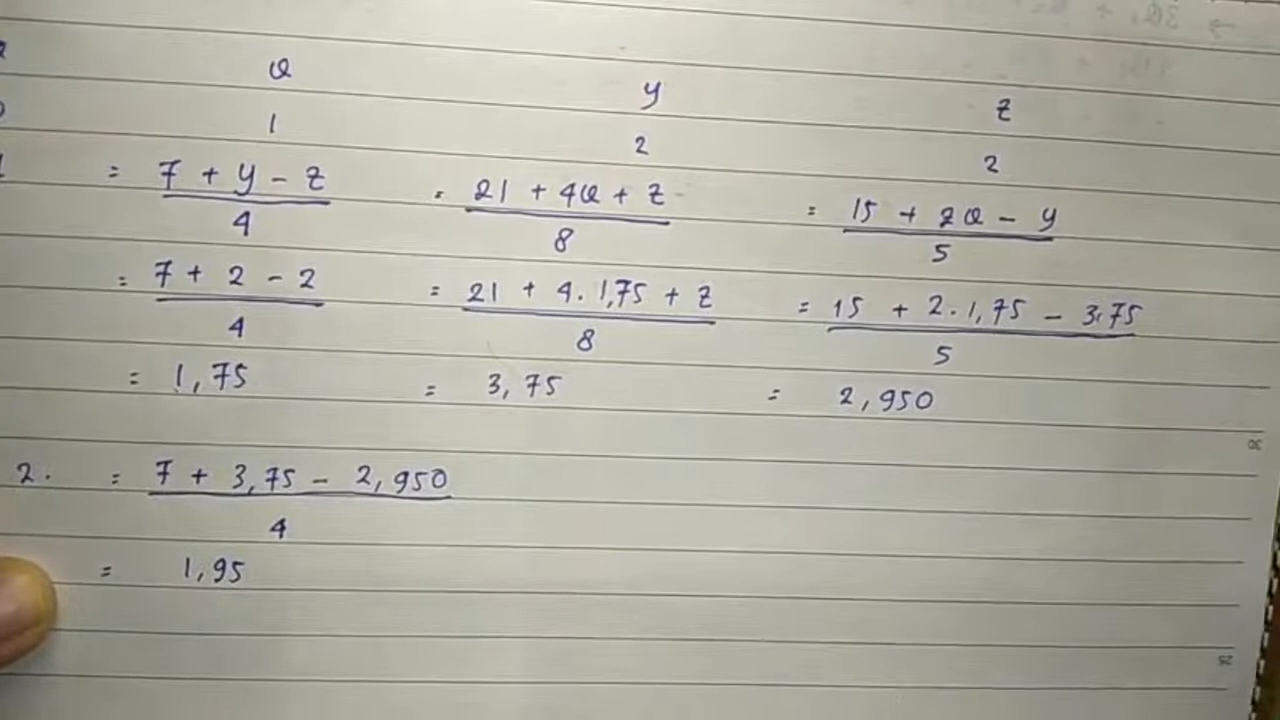 x y z
1 2 2
= 7 + y - z / 4 = 21 + 4x + z / 8 = 15 + 2x - y / 5
= 7 + 2 - 2 / 4 = 21 + 4. 1,75 + z / 8 = 15 + 2.1,75 - 3.75 / 5
= 1,75 = 3,75 = 2,950
2. = 7 + 3,75 - 2,950 / 4
= 1,95
30
25